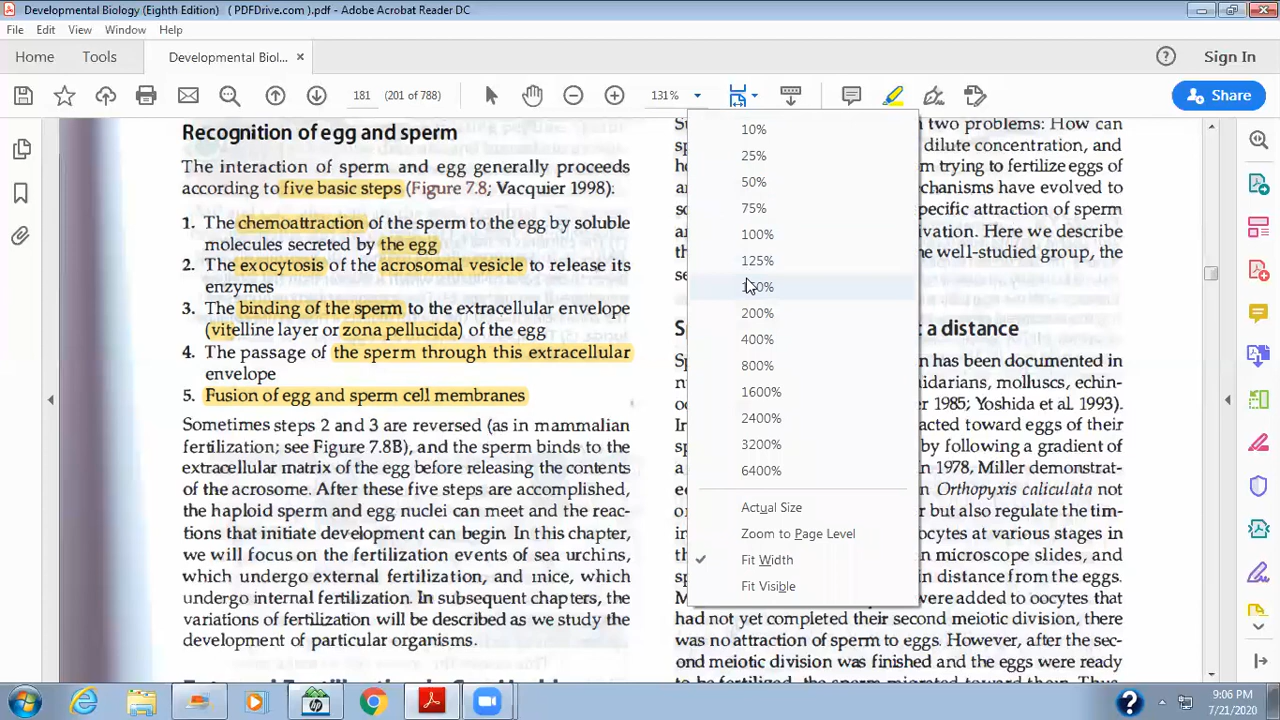 Developmental Biology (Eighth Edition) ( PDFDrive.com ).pdf - Adobe Acrobat Reader DC
File Edit View Window Help
Home Tools Developmental Biol... × Sign In
181 (201 of 788) 131% Share
Recognition of egg and sperm
The interaction of sperm and egg generally proceeds
according to five basic steps (Figure 7.8; Vacquier 1998):
1. The chemoattraction of the sperm to the egg by soluble
molecules secreted by the egg
2. The exocytosis of the acrosomal vesicle to release its
enzymes
3. The binding of the sperm to the extracellular envelope
(vitelline layer or zona pellucida) of the egg
4. The passage of the sperm through this extracellular
envelope
5. Fusion of egg and sperm cell membranes
Sometimes steps 2 and 3 are reversed (as in mammalian
fertilization; see Figure 7.8B), and the sperm binds to the
extracellular matrix of the egg before releasing the contents
of the acrosome. After these five steps are accomplished,
the haploid sperm and egg nuclei can meet and the reac-
tions that initiate development can begin. In this chapter,
we will focus on the fertilization events of sea urchins,
which undergo external fertilization, and mice, which
undergo internal fertilization. In subsequent chapters, the
variations of fertilization will be described as we study the
development of particular organisms.
10%
25%
50%
75%
100%
125%
200%
400%
800%
1600%
2400%
3200%
6400%
Actual Size
Zoom to Page Level
Fit Width
Fit Visible
two problems: How can
dilute concentration, and
trying to fertilize eggs of
have evolved to
attraction of sperm
Here we describe
the well-studied group, the
a distance
has been documented in
molluscs, echin-
1985; Yoshida et al. 1993).
toward eggs of their
by following a gradient of
1978, Miller demonstrat-
Orthopyxis caliculata not
but also regulate the tim-
at various stages in
microscope slides, and
in distance from the eggs.
were added to oocytes that
had not yet completed their second meiotic division, there
was no attraction of sperm to eggs. However, after the sec-
ond meiotic division was finished and the eggs were ready
to be fertilized, the sperm migrated toward them. Thus,
9:06 PM
7/21/2020